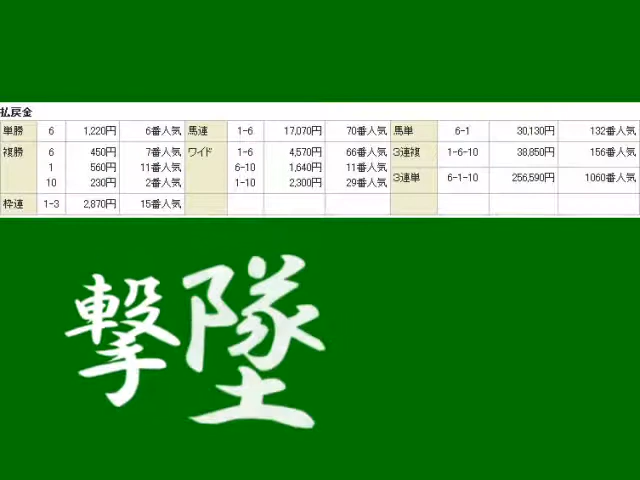 払戻金
単勝 6 1,220円 6番人気 馬連 1-6 17,070円 70番人気 馬単 6-1 30,130円 132番人気
複勝 6 450円 7番人気 ワイド 1-6 4,570円 66番人気 3連複 1-6-10 38,850円 156番人気
1 560円 11番人気 6-10 1,640円 11番人気
10 230円 2番人気 1-10 2,300円 29番人気 3連単 6-1-10 256,590円 1060番人気
枠連 1-3 2,870円 15番人気
撃墜